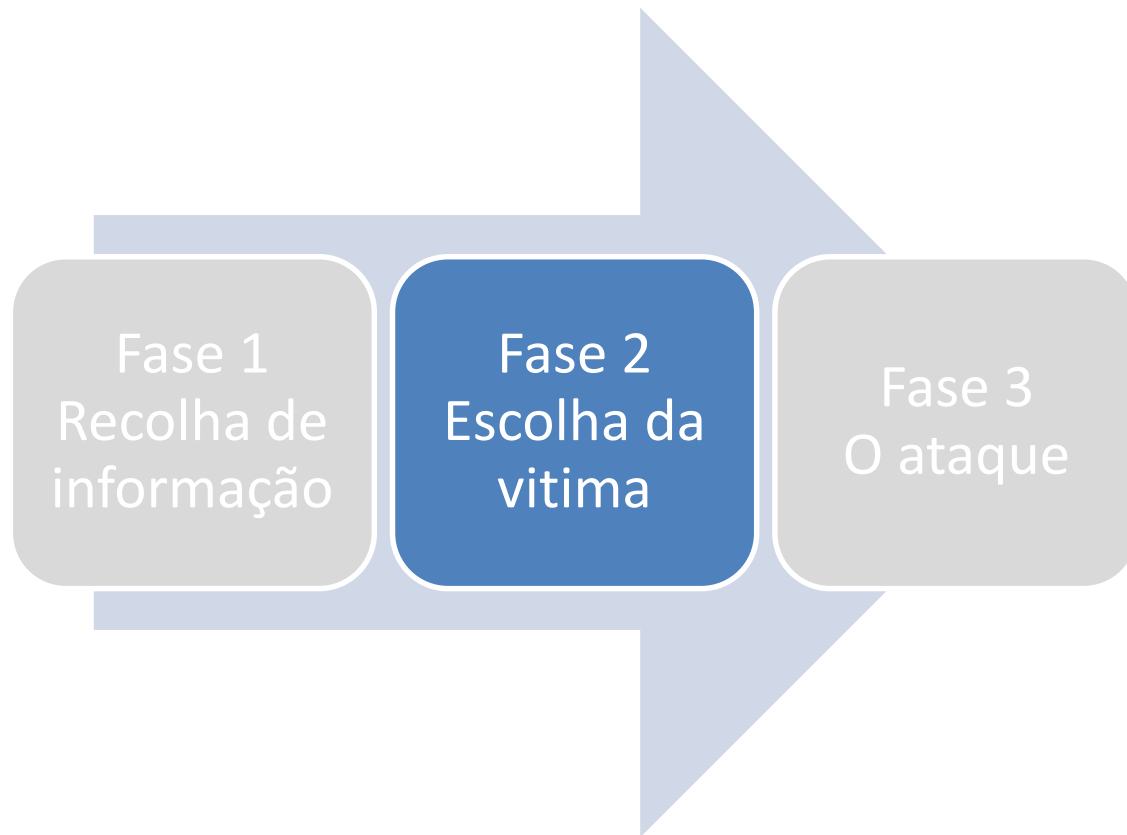 Fase 1
Recolha de
informação
Fase 2
Escolha da
vitima
Fase 3
O ataque